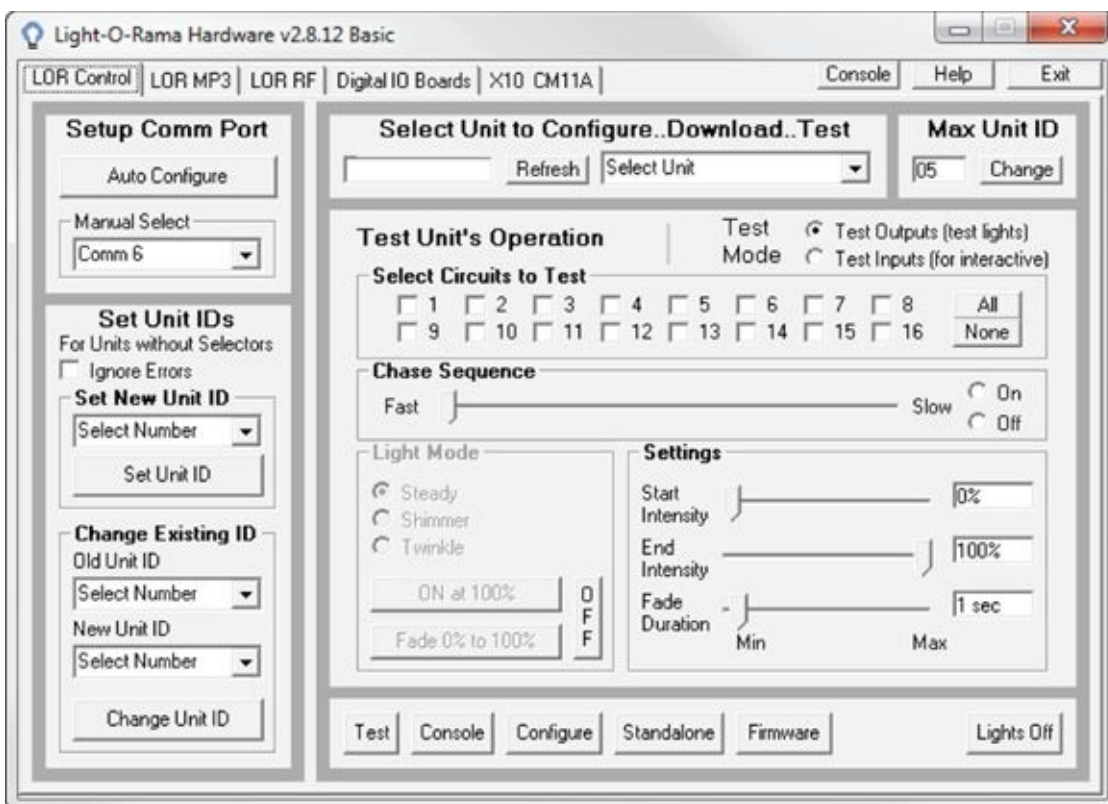 Light-O-Rama Hardware v2.8.12 Basic
LOR Control LOR MP3 LOR RF Digital IO Boards X10 CM11A Console Help Exit
Setup Comm Port
Auto Configure
Manual Select
Comm 6
Set Unit IDs
For Units without Selectors
Ignore Errors
Set New Unit ID
Select Number
Set Unit ID
Change Existing ID
Old Unit ID
Select Number
New Unit ID
Select Number
Change Unit ID
Select Unit to Configure..Download..Test
Refresh Select Unit
Max Unit ID
05 Change
Test Unit's Operation
Test Mode
Test Outputs (test lights)
Test Inputs (for interactive)
Select Circuits to Test
1 2 3 4 5 6 7 8 All
9 10 11 12 13 14 15 16 None
Chase Sequence
Fast Slow On
Off
Light Mode
Steady
Shimmer
Twinkle
ON at 100%
Fade 0% to 100%
OFF
Settings
Start Intensity 0%
End Intensity 100%
Fade Duration 1 sec
Min Max
Test Console Configure Standalone Firmware Lights Off